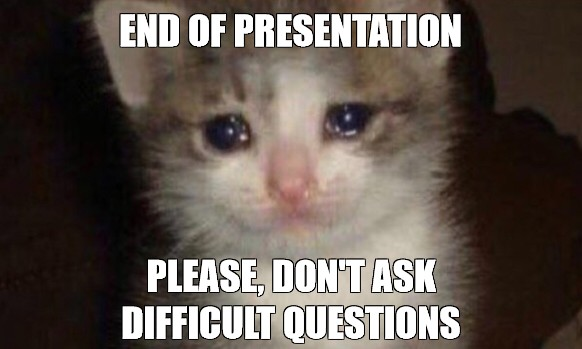 END OF PRESENTATION
PLEASE, DON'T ASK
DIFFICULT QUESTIONS